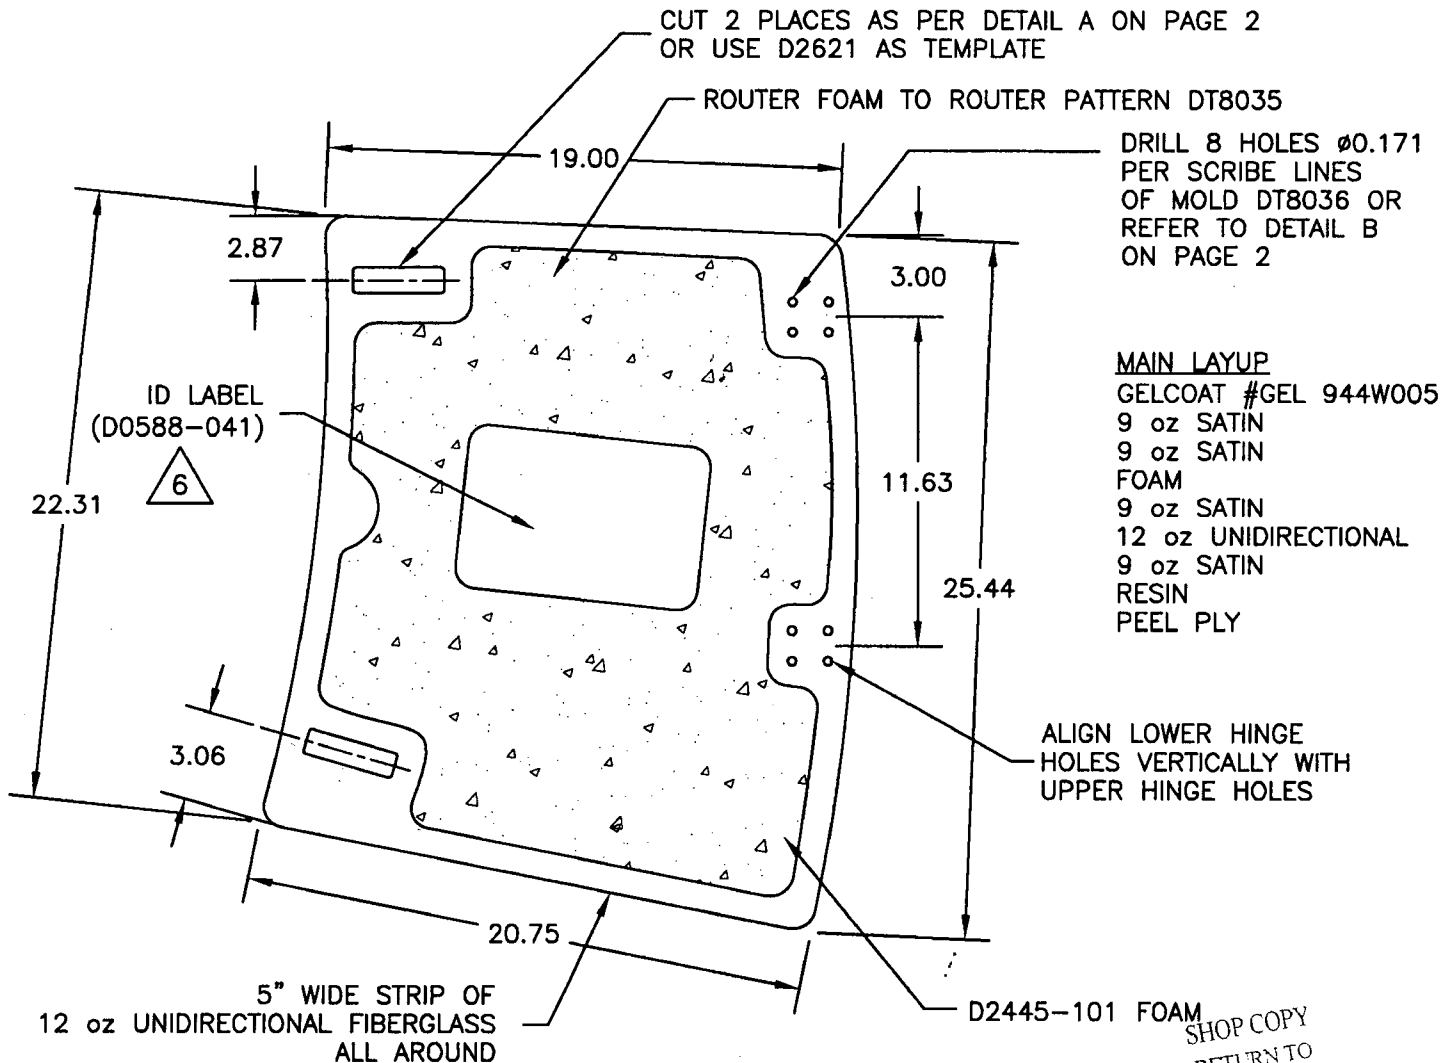 CUT 2 PLACES AS PER DETAIL A ON PAGE 2
OR USE D2621 AS TEMPLATE
ROUTER FOAM TO ROUTER PATTERN DT8035
DRILL 8 HOLES ø0.171
PER SCRIBE LINES
OF MOLD DT8036 OR
REFER TO DETAIL B
ON PAGE 2
19.00
2.87
3.00
MAIN LAYUP
GELCOAT #GEL 944W005
9 oz SATIN
9 oz SATIN
FOAM
9 oz SATIN
12 oz UNIDIRECTIONAL
9 oz SATIN
RESIN
PEEL PLY
ID LABEL
(D0588-041)
6
22.31
11.63
25.44
3.06
ALIGN LOWER HINGE
HOLES VERTICALLY WITH
UPPER HINGE HOLES
20.75
5" WIDE STRIP OF
12 oz UNIDIRECTIONAL FIBERGLASS
ALL AROUND
D2445-101 FOAM
SHOP COPY
RETURN TO